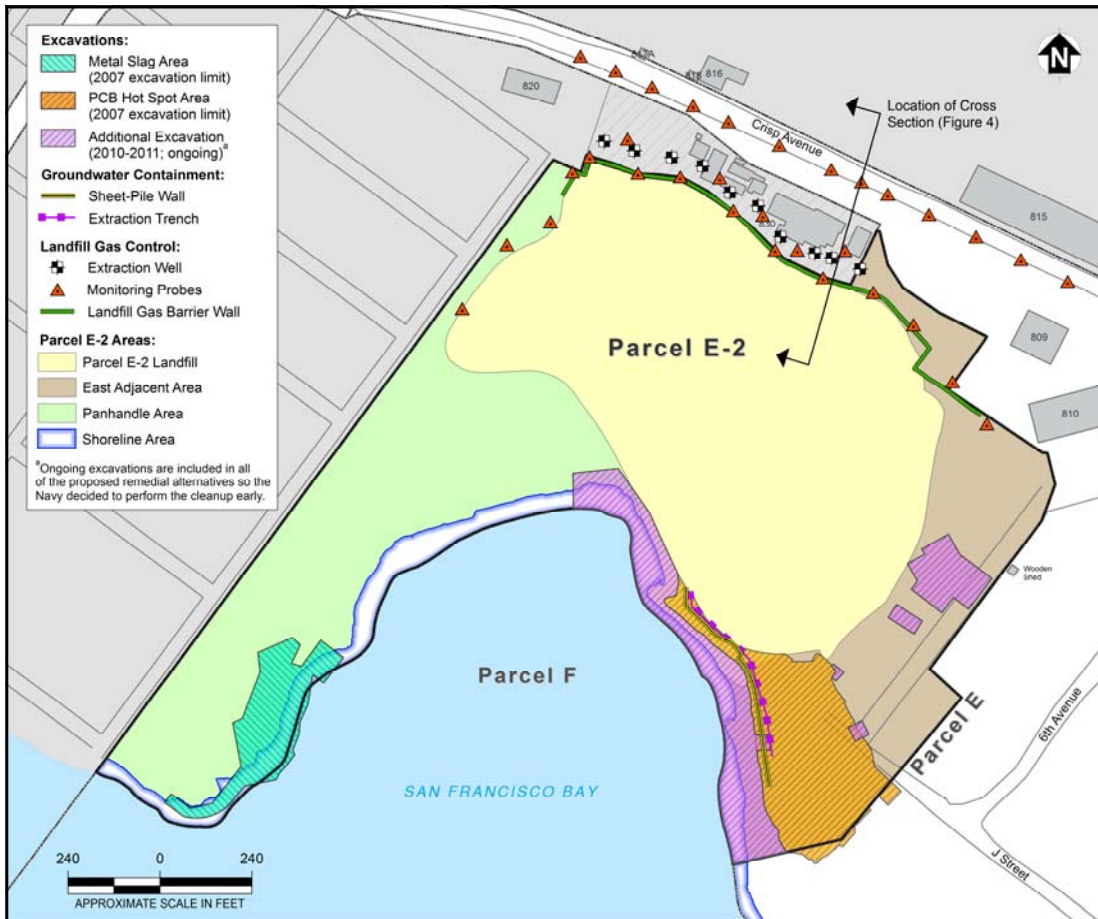 Excavations:
Metal Slag Area
(2007 excavation limit)
PCB Hot Spot Area
(2007 excavation limit)
Additional Excavation
(2010-2011; ongoing)ᵃ
Groundwater Containment:
Sheet-Pile Wall
Extraction Trench
Landfill Gas Control:
Extraction Well
Monitoring Probes
Landfill Gas Barrier Wall
Parcel E-2 Areas:
Parcel E-2 Landfill
East Adjacent Area
Panhandle Area
Shoreline Area
ᵃOngoing excavations are included in all
of the proposed remedial alternatives so the
Navy decided to perform the cleanup early.
N
820
816
Crisp Avenue
Location of Cross
Section (Figure 4)
815
809
810
Parcel E-2
Wooden
Shed
Parcel F
SAN FRANCISCO BAY
Parcel E
6th Avenue
J Street
240
0
240
APPROXIMATE SCALE IN FEET